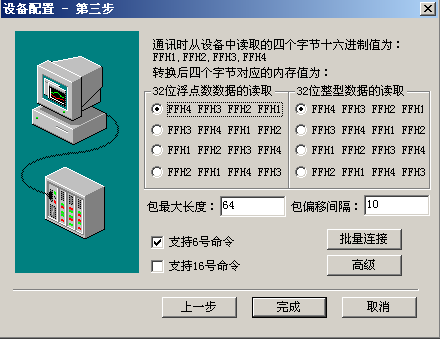 设备配置 - 第三步
通讯时从设备中读取的四个字节十六进制值为：
FFH1,FFH2,FFH3,FFH4
转换后四个字节对应的内存值为：
32位浮点数数据的读取 32位整型数据的读取
FFH4 FFH3 FFH2 FFH1 FFH4 FFH3 FFH2 FFH1
FFH3 FFH4 FFH1 FFH2 FFH3 FFH4 FFH1 FFH2
FFH1 FFH2 FFH3 FFH4 FFH1 FFH2 FFH3 FFH4
FFH2 FFH1 FFH4 FFH3 FFH2 FFH1 FFH4 FFH3
包最大长度： 64 包偏移间隔： 10
支持6号命令 批量连接
支持16号命令 高级
上一步 完成 取消